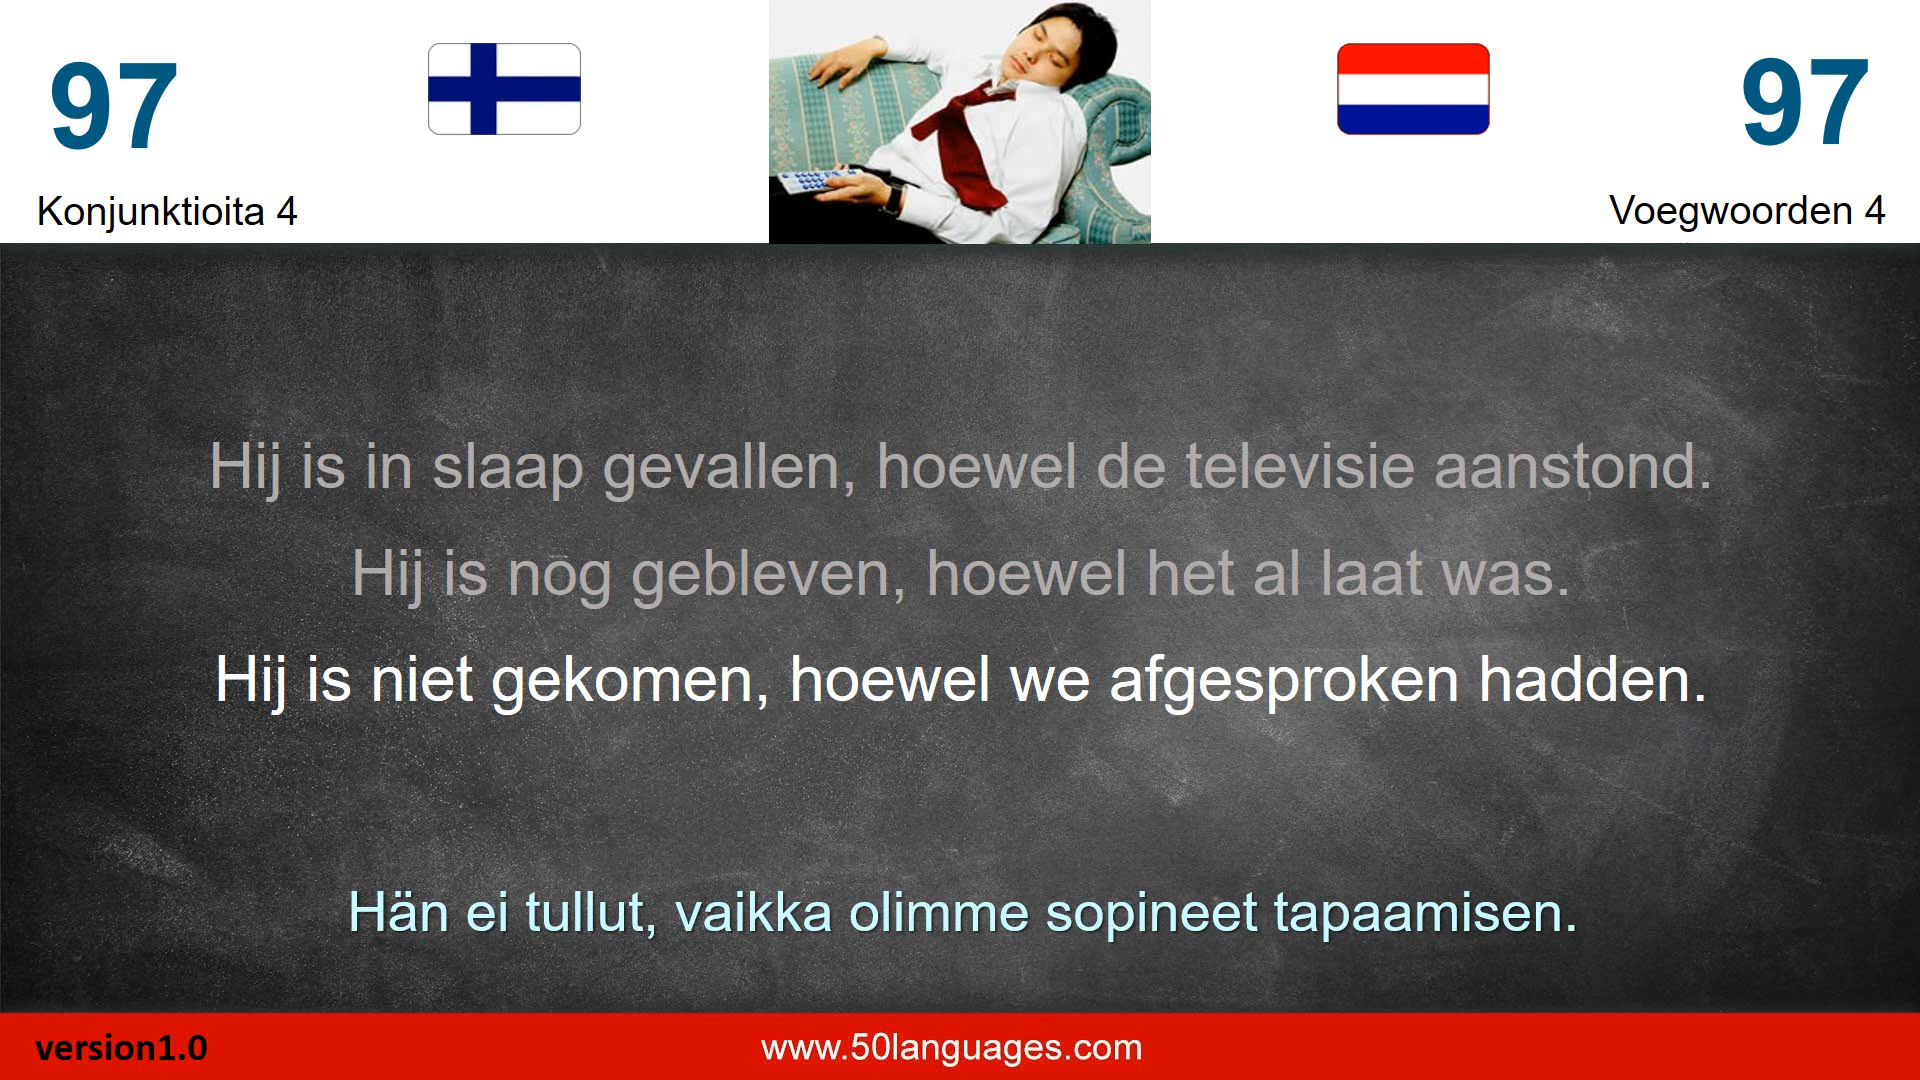 97
97
Konjunktioita 4
Voegwoorden 4
Hij is in slaap gevallen, hoewel de televisie aanstond.
Hij is nog gebleven, hoewel het al laat was.
Hij is niet gekomen, hoewel we afgesproken hadden.
Hän ei tullut, vaikka olimme sopineet tapaamisen.
version1.0
www.50languages.com